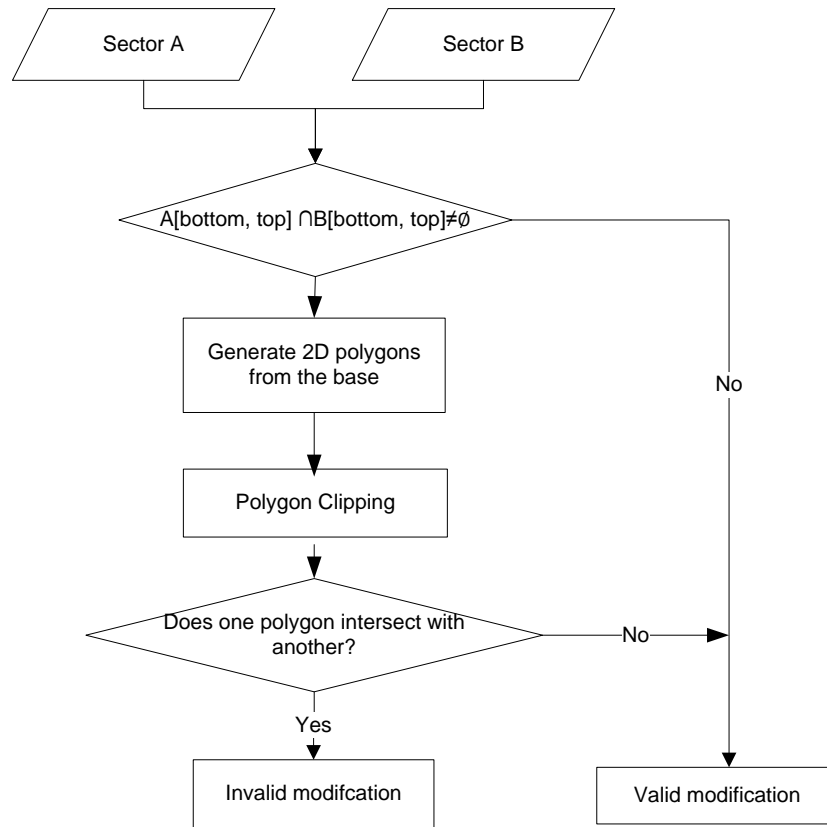 Sector A
Sector B
A[bottom, top] ∩B[bottom, top]≠∅
Generate 2D polygons
from the base
No
Polygon Clipping
Does one polygon intersect with
another?
No
Yes
Invalid modifcation
Valid modification